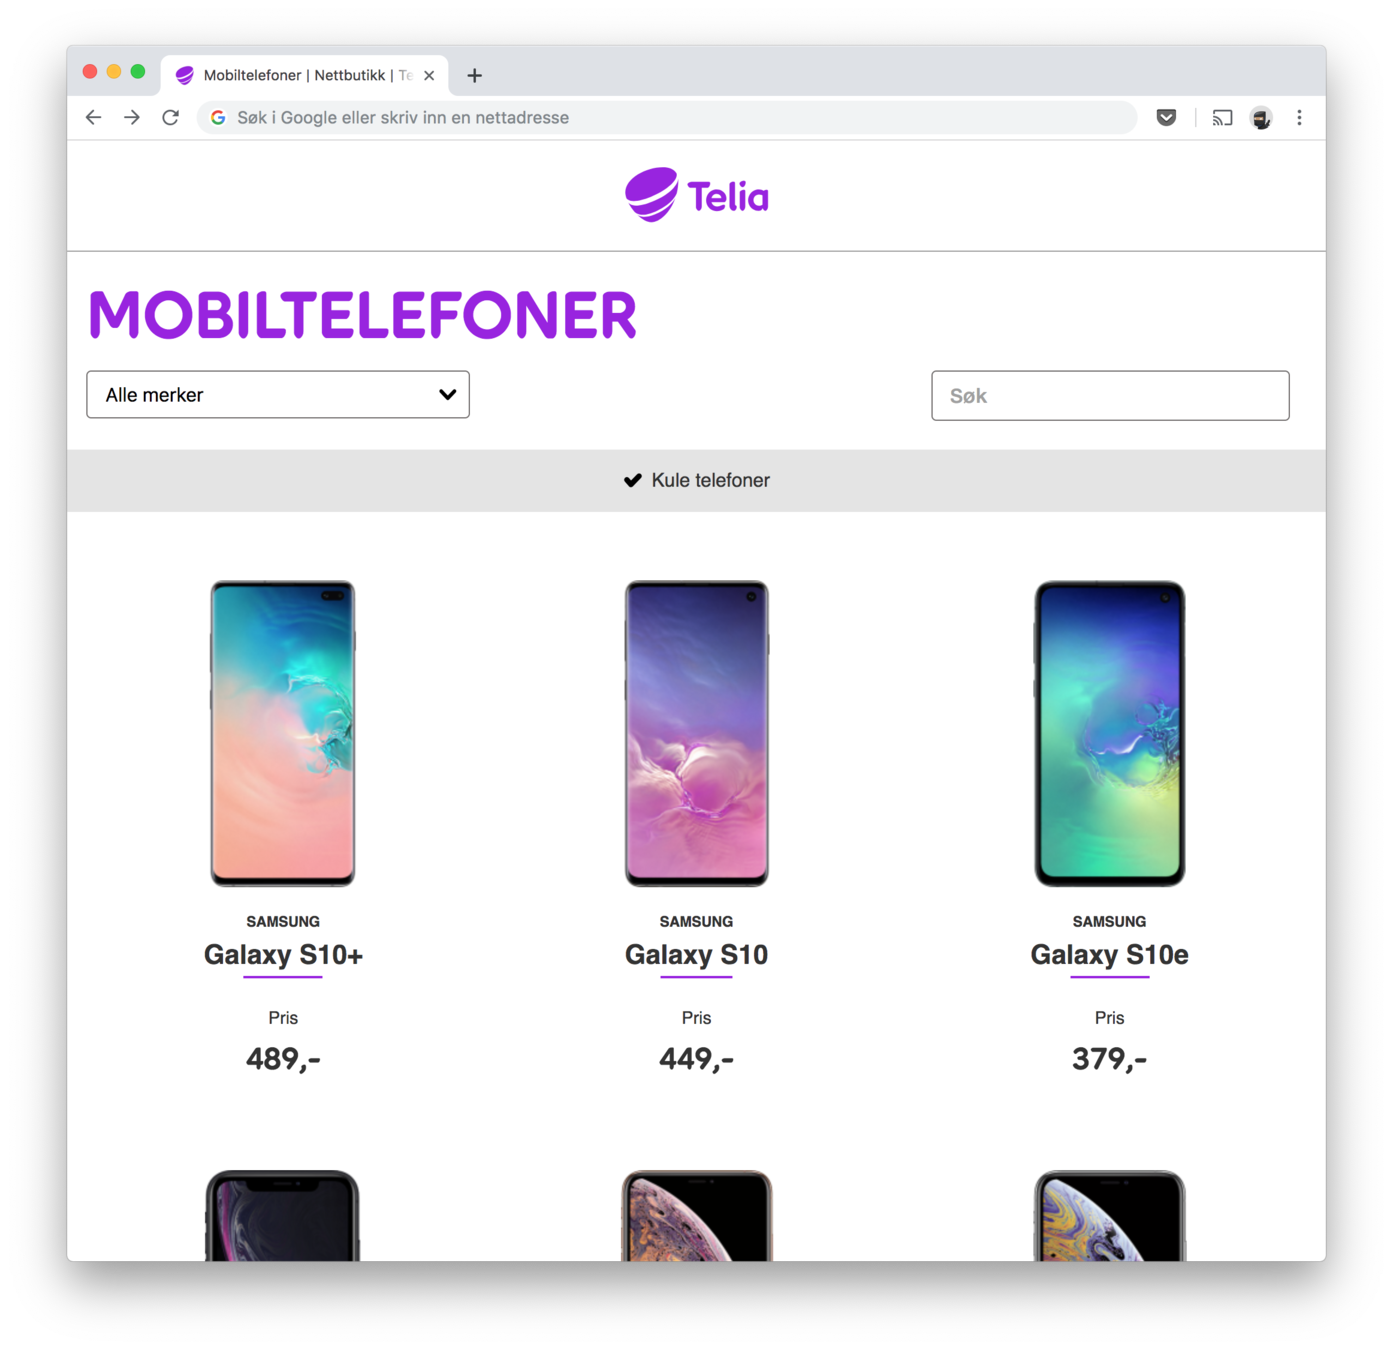 Mobiltelefoner | Nettbutikk | Te
Søk i Google eller skriv inn en nettadresse
Telia
MOBILTELEFONER
Alle merker
Søk
Kule telefoner
SAMSUNG
Galaxy S10+
Pris
489,-
SAMSUNG
Galaxy S10
Pris
449,-
SAMSUNG
Galaxy S10e
Pris
379,-